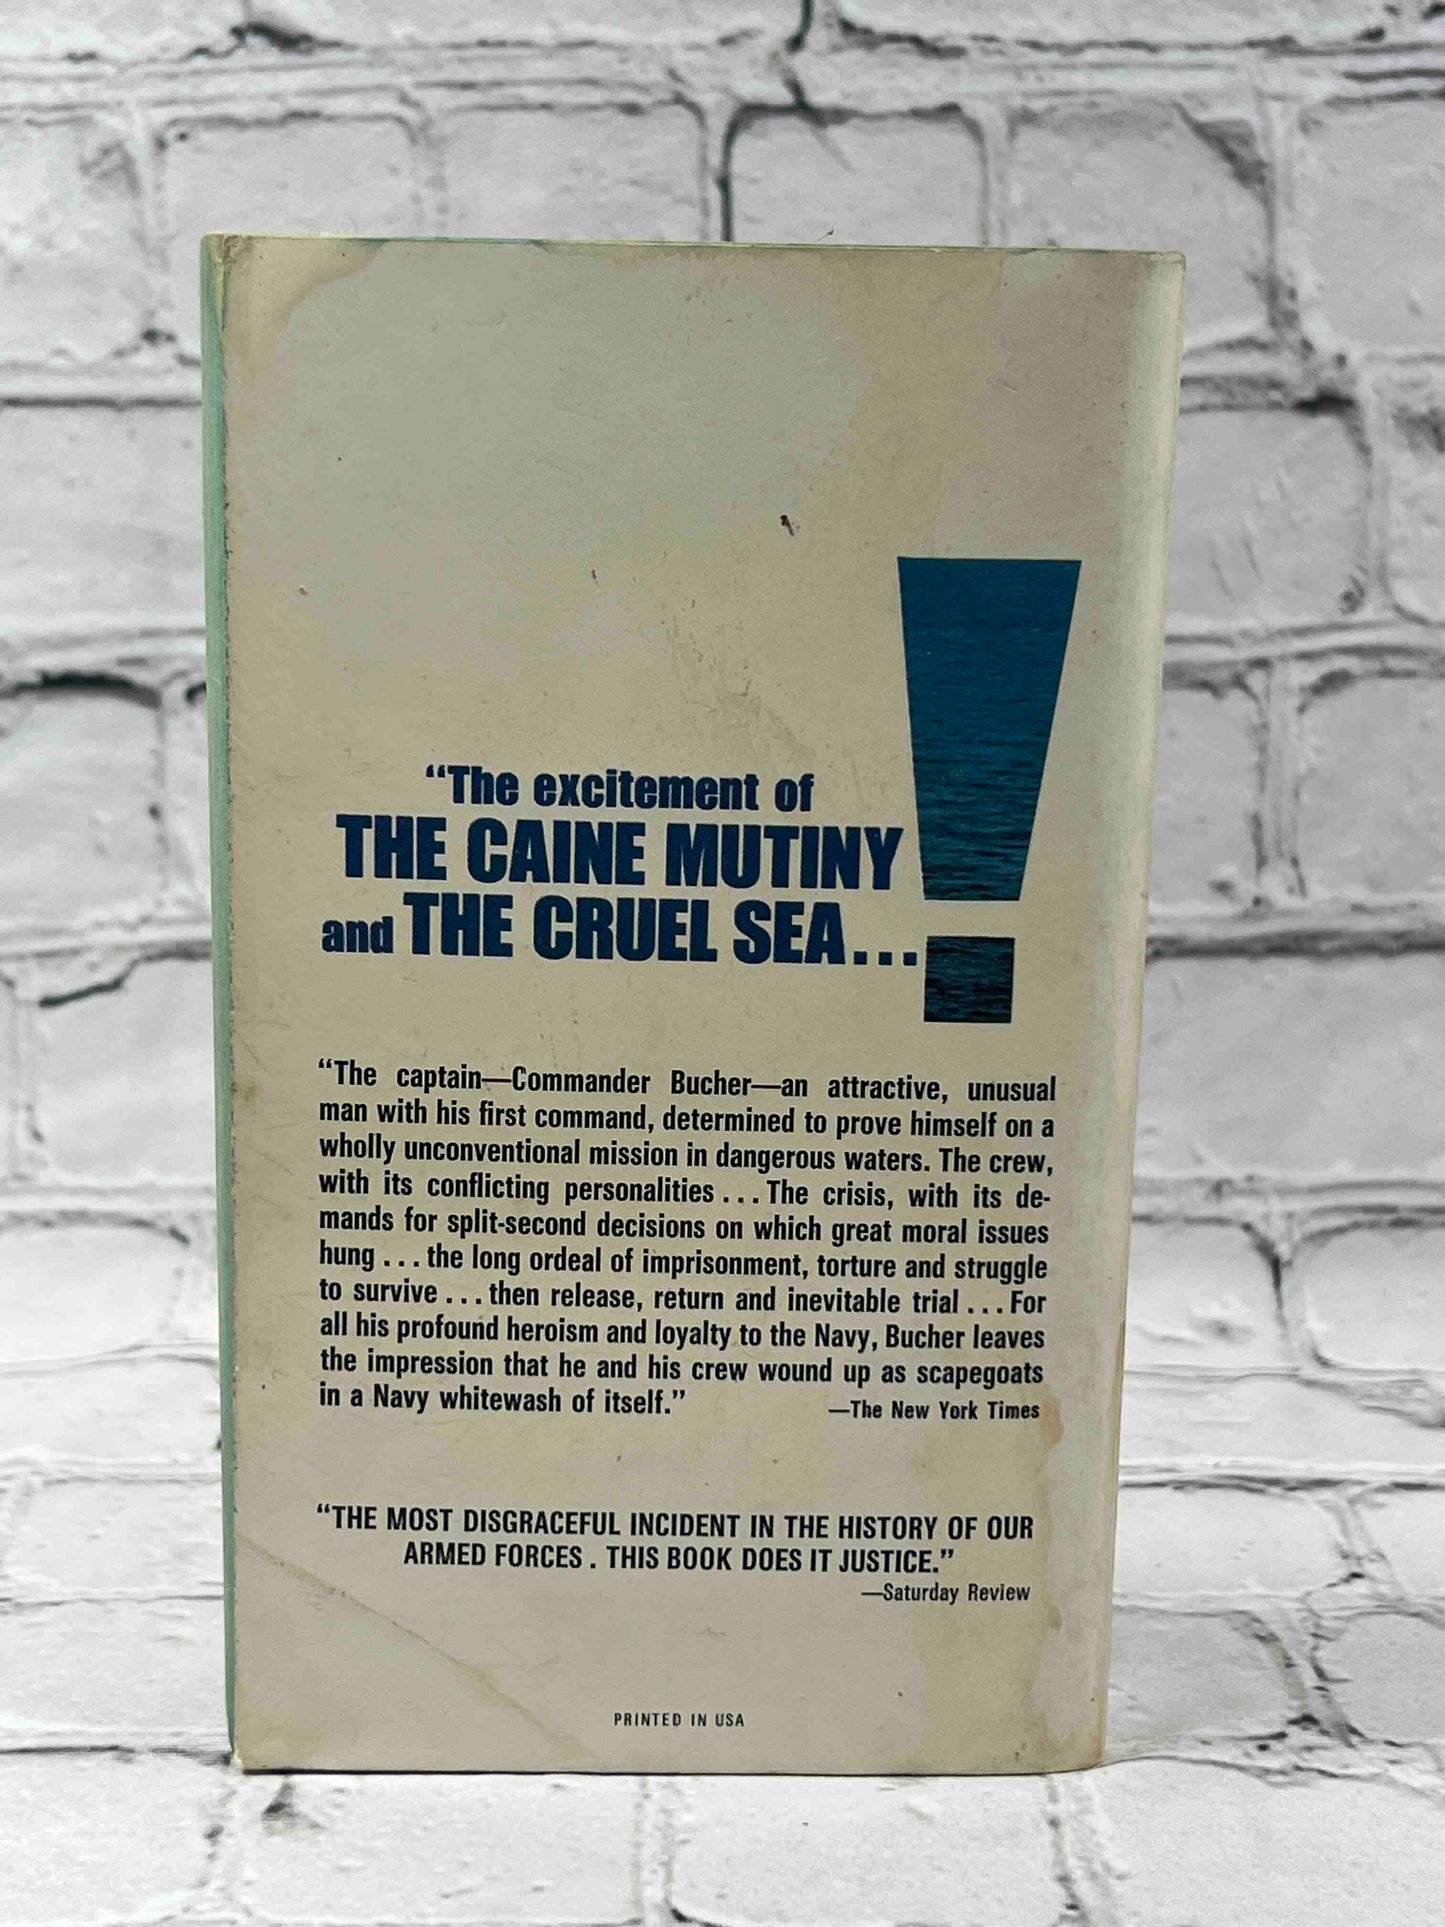 “The excitement of
THE CAINE MUTINY
and THE CRUEL SEA...!
“The captain—Commander Bucher—an attractive, unusual
man with his first command, determined to prove himself on a
wholly unconventional mission in dangerous waters. The crew,
with its conflicting personalities...The crisis, with its de-
mands for split-second decisions on which great moral issues
hung...the long ordeal of imprisonment, torture and struggle
to survive...then release, return and inevitable trial...For
all his profound heroism and loyalty to the Navy, Bucher leaves
the impression that he and his crew wound up as scapegoats
in a Navy whitewash of itself.”
—The New York Times
“THE MOST DISGRACEFUL INCIDENT IN THE HISTORY OF OUR
ARMED FORCES . THIS BOOK DOES IT JUSTICE.”
—Saturday Review
PRINTED IN USA